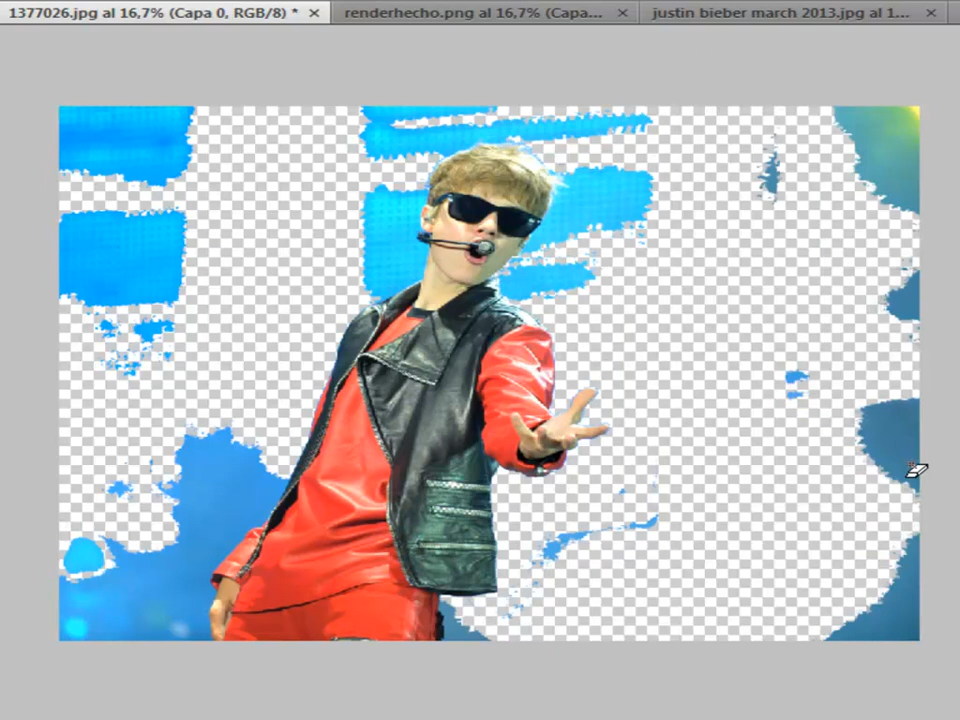 1377026.jpg al 16,7% (Capa 0, RGB/8) *
renderhecho.png al 16,7% (Capa...
justin bieber march 2013.jpg al 1...